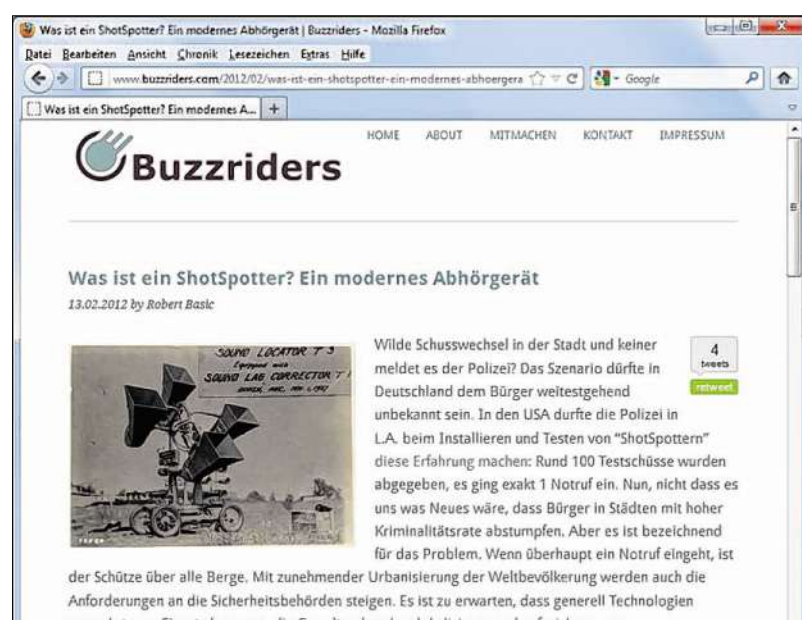 Was ist ein ShotSpotter? Ein modernes Abhörgerät | Buzzriders - Mozilla Firefox
Datei Bearbeiten Ansicht Chronik Lesezeichen Extras Hilfe
www.buzzriders.com/2012/02/was-ist-ein-shotspotter-ein-modernes-abhoergera Google
Was ist ein ShotSpotter? Ein modernes A... +
HOME ABOUT MITMACHEN KONTAKT IMPRESSUM
Buzzriders
Was ist ein ShotSpotter? Ein modernes Abhörgerät
13.02.2012 by Robert Basic
SOUND LOCATOR T 3
Equipped with
SOUND LAG CORRECTOR T 1
Wilde Schusswechsel in der Stadt und keiner
meldet es der Polizei? Das Szenario dürfte in
Deutschland dem Bürger weitestgehend
unbekannt sein. In den USA durfte die Polizei in
L.A. beim Installieren und Testen von “ShotSpottern”
diese Erfahrung machen: Rund 100 Testschüsse wurden
abgegeben, es ging exakt 1 Notruf ein. Nun, nicht dass es
uns was Neues wäre, dass Bürger in Städten mit hoher
Kriminalitätsrate abstumpfen. Aber es ist bezeichnend
für das Problem. Wenn überhaupt ein Notruf eingeht, ist
der Schütze über alle Berge. Mit zunehmender Urbanisierung der Weltbevölkerung werden auch die
Anforderungen an die Sicherheitsbehörden steigen. Es ist zu erwarten, dass generell Technologien
4
tweets
retweet